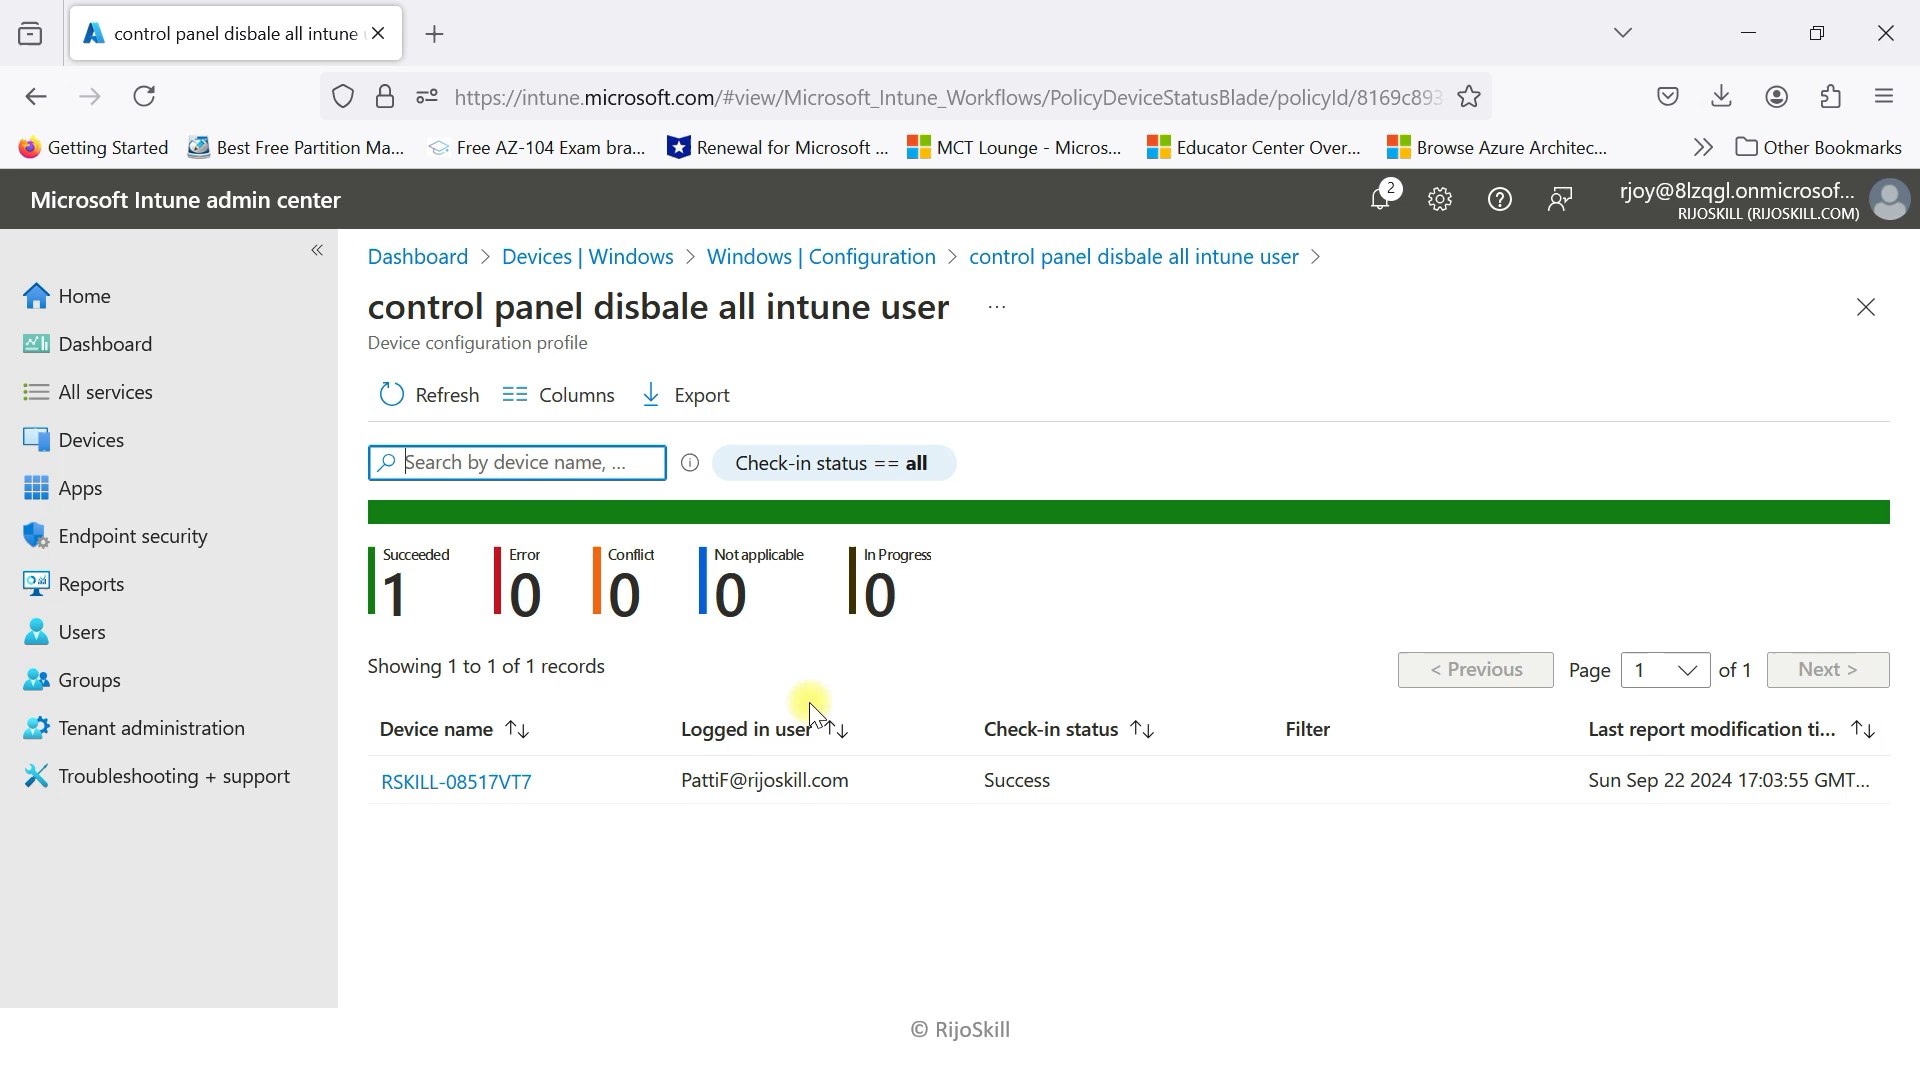 control panel disbale all intune
https://intune.microsoft.com/#view/Microsoft_Intune_Workflows/PolicyDeviceStatusBlade/policyId/8169c893
Getting Started Best Free Partition Ma... Free AZ-104 Exam bra... Renewal for Microsoft ... MCT Lounge - Micros... Educator Center Over... Browse Azure Architec... Other Bookmarks
Microsoft Intune admin center
2
rjoy@8lzqgl.onmicrosof...
RIJOSKILL (RIJOSKILL.COM)
Dashboard > Devices | Windows > Windows | Configuration > control panel disbale all intune user >
control panel disbale all intune user ...
Device configuration profile
Home
Dashboard
All services
Devices
Apps
Endpoint security
Reports
Users
Groups
Tenant administration
Troubleshooting + support
Refresh Columns Export
Search by device name, ... Check-in status == all
Succeeded Error Conflict Not applicable In Progress
1 0 0 0 0
Showing 1 to 1 of 1 records
< Previous Page 1 of 1 Next >
Device name Logged in user Check-in status Filter Last report modification ti...
RSKILL-08517VT7 PattiF@rijoskill.com Success Sun Sep 22 2024 17:03:55 GMT...
© RijoSkill